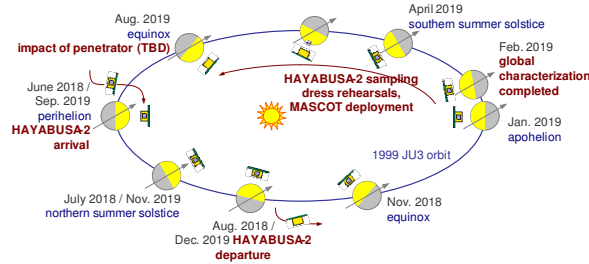 Aug. 2019
equinox
impact of penetrator (TBD)
April 2019
southern summer solstice
Feb. 2019
global
characterization
completed
June 2018 /
Sep. 2019
perihelion
HAYABUSA-2
arrival
HAYABUSA-2 sampling
dress rehearsals,
MASCOT deployment
Jan. 2019
apohelion
1999 JU3 orbit
July 2018 / Nov. 2019
northern summer solstice
Nov. 2018
equinox
Aug. 2018 /
Dec. 2019 HAYABUSA-2
departure